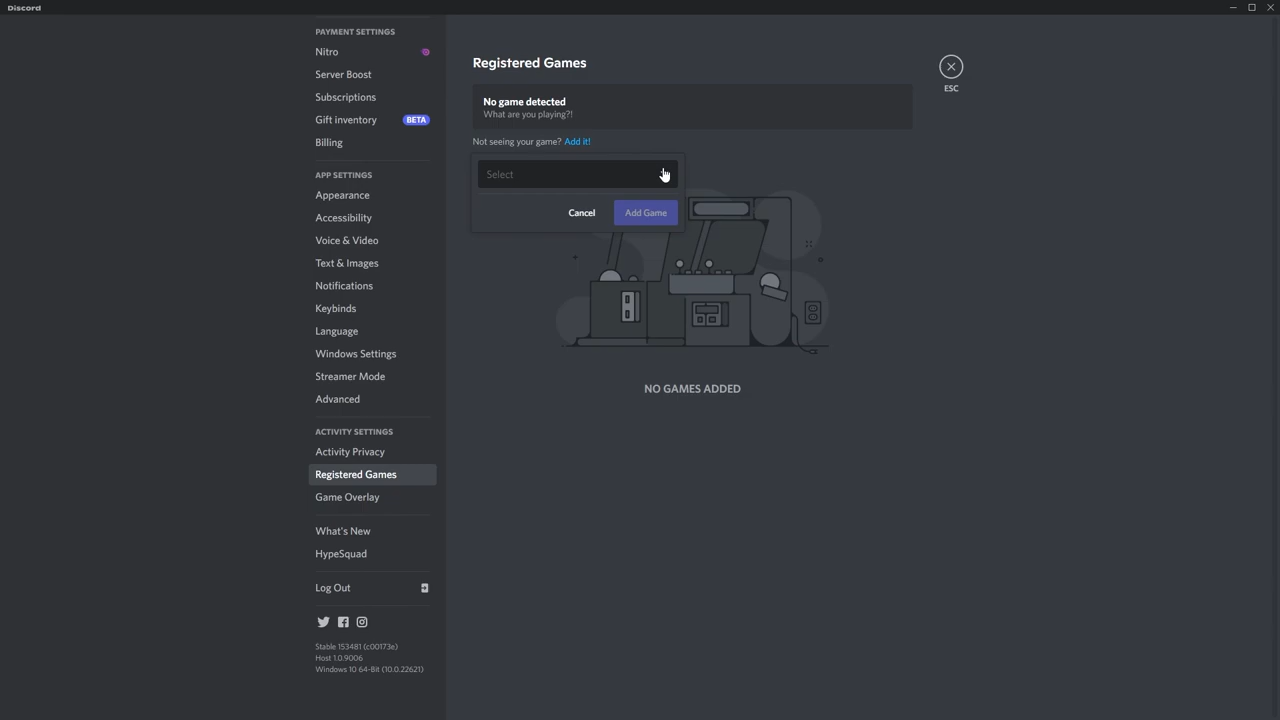 Discord
PAYMENT SETTINGS
Nitro
Server Boost
Subscriptions
Gift inventory BETA
Billing
APP SETTINGS
Appearance
Accessibility
Voice & Video
Text & Images
Notifications
Keybinds
Language
Windows Settings
Streamer Mode
Advanced
ACTIVITY SETTINGS
Activity Privacy
Registered Games
Game Overlay
What's New
HypeSquad
Log Out
Stable 153481 (c00173e)
Host 1.0.9006
Windows 10 64-Bit (10.0.22621)
Registered Games
No game detected
What are you playing?!
Not seeing your game? Add it!
Select
Cancel Add Game
NO GAMES ADDED
ESC